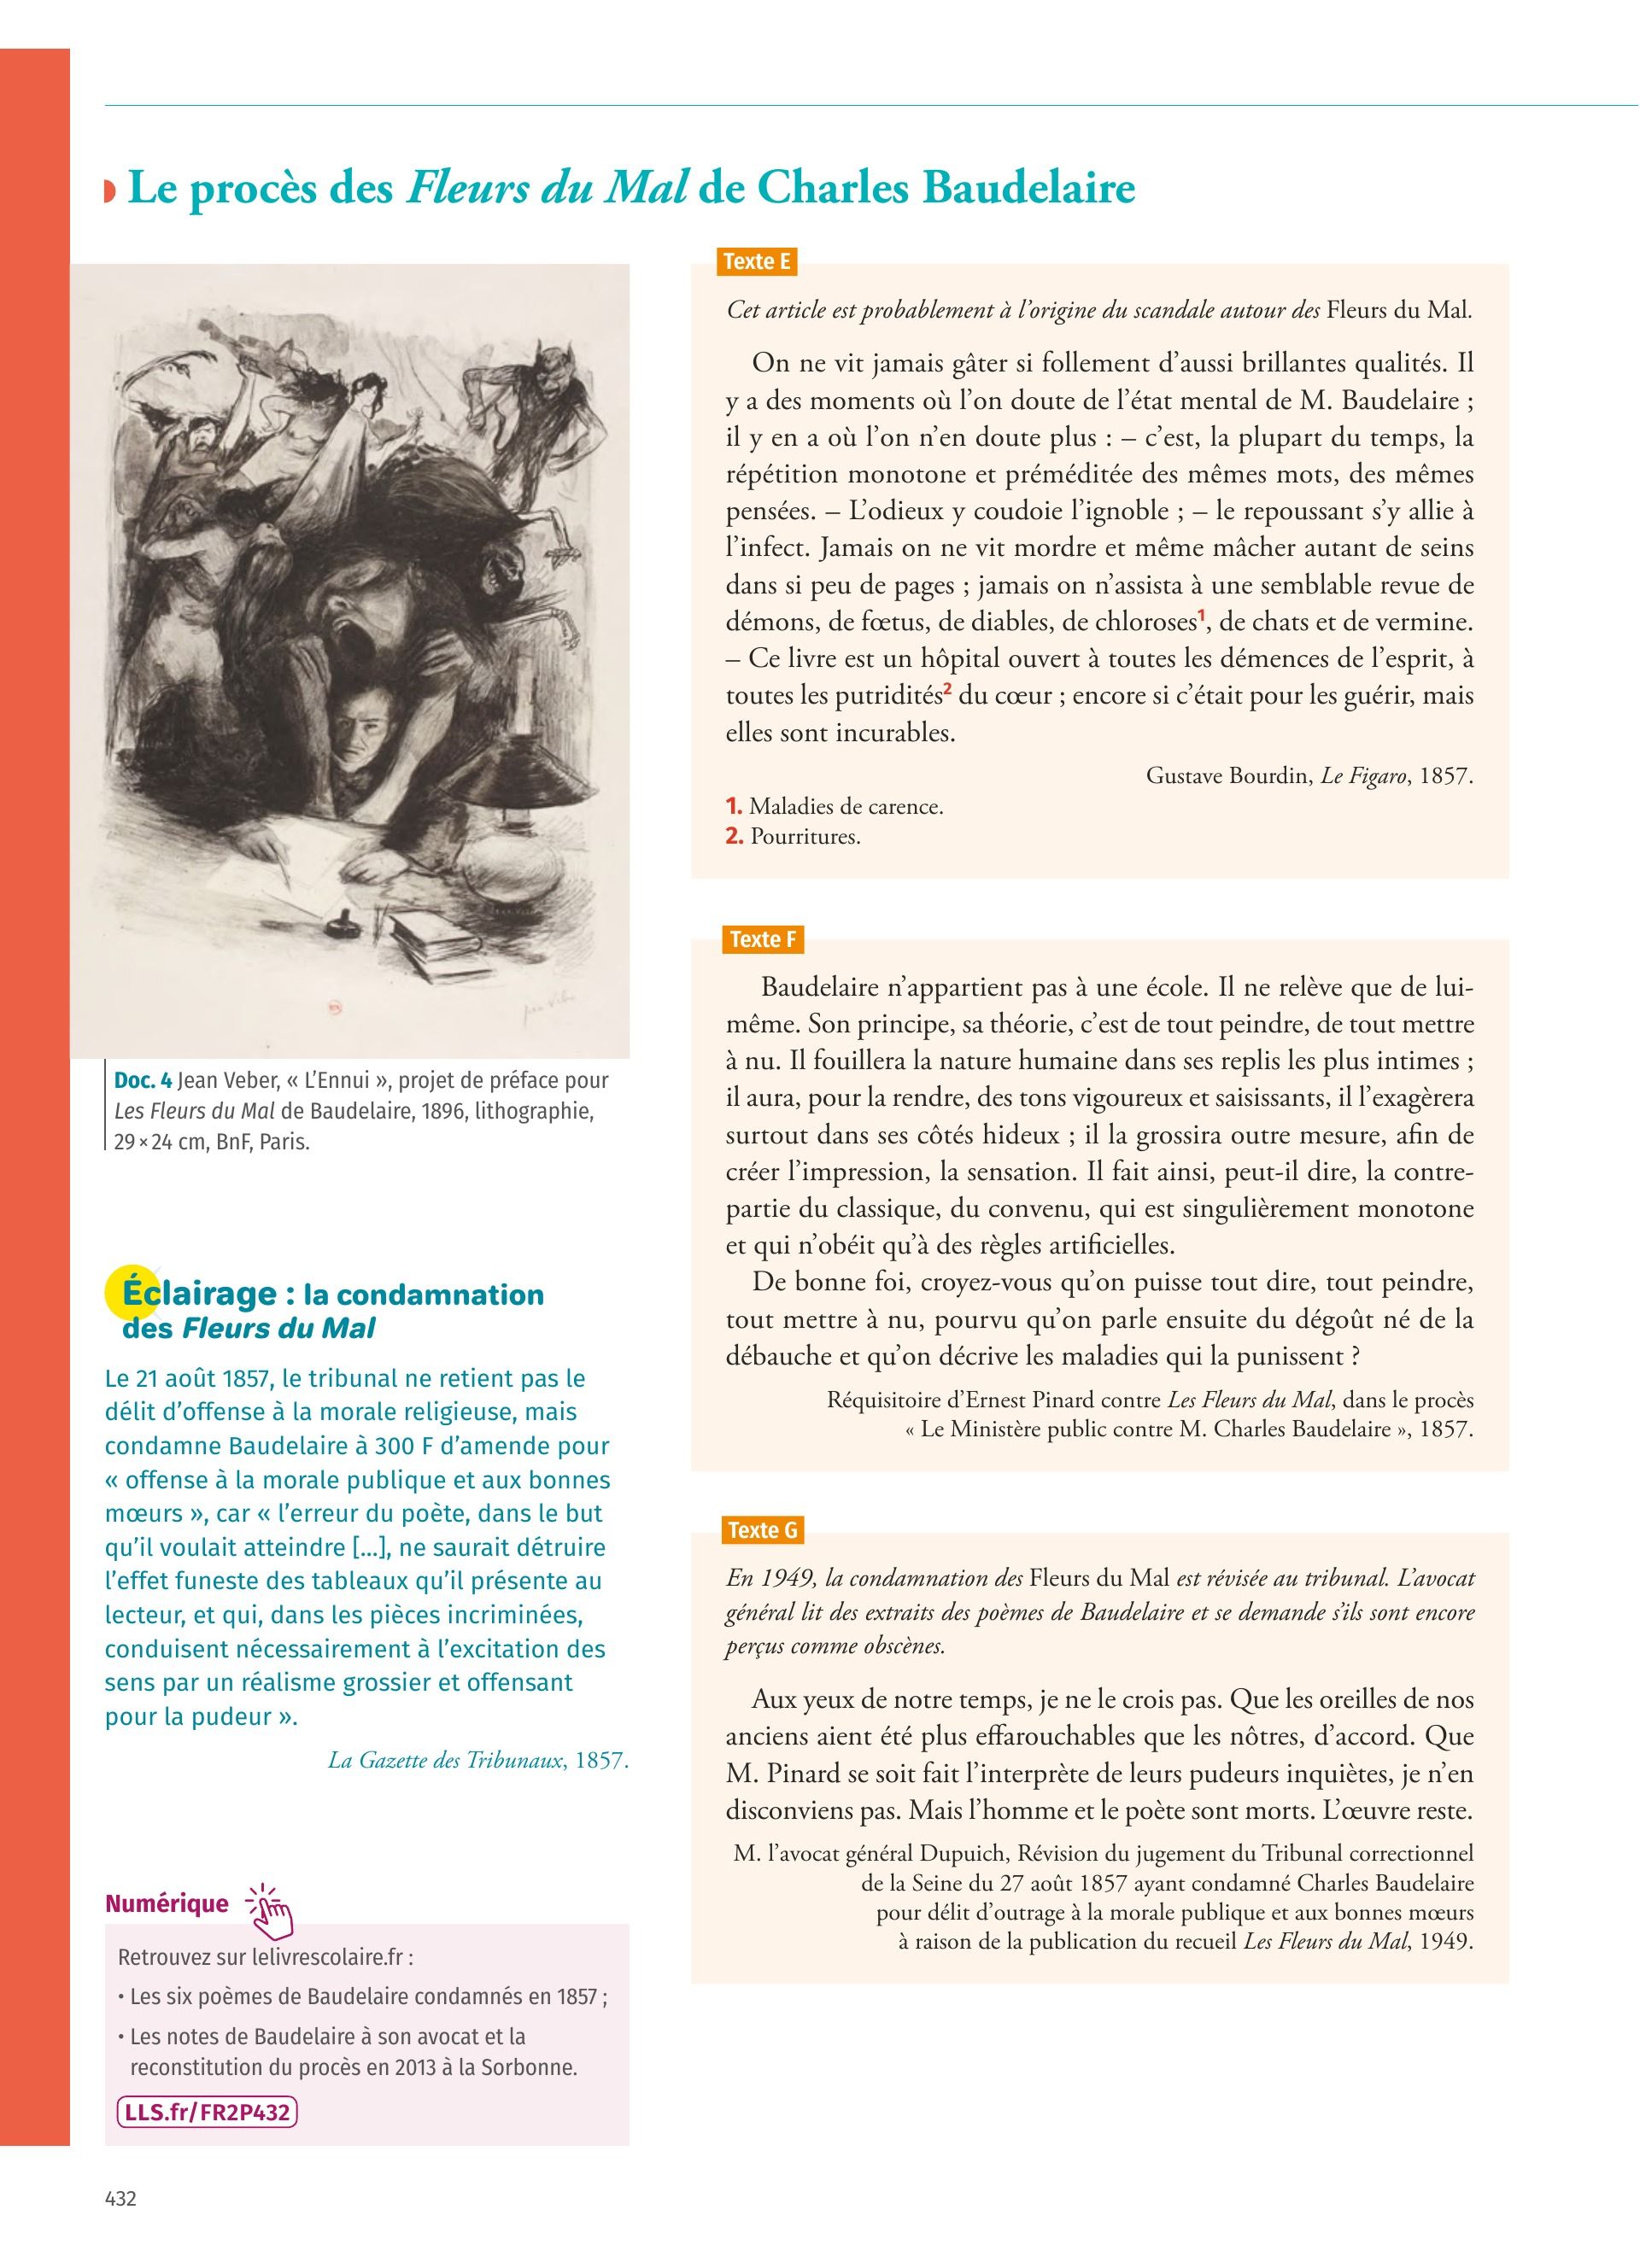 Le procès des Fleurs du Mal de Charles Baudelaire
Doc. 4 Jean Veber, « L’Ennui », projet de préface pour
Les Fleurs du Mal de Baudelaire, 1896, lithographie,
29 × 24 cm, BnF, Paris.
Éclairage : la condamnation
des Fleurs du Mal
Le 21 août 1857, le tribunal ne retient pas le
délit d’offense à la morale religieuse, mais
condamne Baudelaire à 300 F d’amende pour
« offense à la morale publique et aux bonnes
mœurs », car « l’erreur du poète, dans le but
qu’il voulait atteindre [...], ne saurait détruire
l’effet funeste des tableaux qu’il présente au
lecteur, et qui, dans les pièces incriminées,
conduisent nécessairement à l’excitation des
sens par un réalisme grossier et offensant
pour la pudeur ».
La Gazette des Tribunaux, 1857.
Numérique
Retrouvez sur lelivrescolaire.fr :
• Les six poèmes de Baudelaire condamnés en 1857 ;
• Les notes de Baudelaire à son avocat et la
reconstitution du procès en 2013 à la Sorbonne.
LLS.fr/FR2P432
Texte E
Cet article est probablement à l’origine du scandale autour des Fleurs du Mal.
On ne vit jamais gâter si follement d’aussi brillantes qualités. Il
y a des moments où l’on doute de l’état mental de M. Baudelaire ;
il y en a où l’on n’en doute plus : – c’est, la plupart du temps, la
répétition monotone et préméditée des mêmes mots, des mêmes
pensées. – L’odieux y coudoie l’ignoble ; – le repoussant s’y allie à
l’infect. Jamais on ne vit mordre et même mâcher autant de seins
dans si peu de pages ; jamais on n’assista à une semblable revue de
démons, de fœtus, de diables, de chloroses1, de chats et de vermine.
– Ce livre est un hôpital ouvert à toutes les démences de l’esprit, à
toutes les putridités2 du cœur ; encore si c’était pour les guérir, mais
elles sont incurables.
Gustave Bourdin, Le Figaro, 1857.
1. Maladies de carence.
2. Pourritures.
Texte F
Baudelaire n’appartient pas à une école. Il ne relève que de lui-
même. Son principe, sa théorie, c’est de tout peindre, de tout mettre
à nu. Il fouillera la nature humaine dans ses replis les plus intimes ;
il aura, pour la rendre, des tons vigoureux et saisissants, il l’exagèrera
surtout dans ses côtés hideux ; il la grossira outre mesure, afin de
créer l’impression, la sensation. Il fait ainsi, peut-il dire, la contre-
partie du classique, du convenu, qui est singulièrement monotone
et qui n’obéit qu’à des règles artificielles.
De bonne foi, croyez-vous qu’on puisse tout dire, tout peindre,
tout mettre à nu, pourvu qu’on parle ensuite du dégoût né de la
débauche et qu’on décrive les maladies qui la punissent ?
Réquisitoire d’Ernest Pinard contre Les Fleurs du Mal, dans le procès
« Le Ministère public contre M. Charles Baudelaire », 1857.
Texte G
En 1949, la condamnation des Fleurs du Mal est révisée au tribunal. L’avocat
général lit des extraits des poèmes de Baudelaire et se demande s’ils sont encore
perçus comme obscènes.
Aux yeux de notre temps, je ne le crois pas. Que les oreilles de nos
anciens aient été plus effarouchables que les nôtres, d’accord. Que
M. Pinard se soit fait l’interprète de leurs pudeurs inquiètes, je n’en
disconviens pas. Mais l’homme et le poète sont morts. L’œuvre reste.
M. l’avocat général Dupuich, Révision du jugement du Tribunal correctionnel
de la Seine du 27 août 1857 ayant condamné Charles Baudelaire
pour délit d’outrage à la morale publique et aux bonnes mœurs
à raison de la publication du recueil Les Fleurs du Mal, 1949.
432